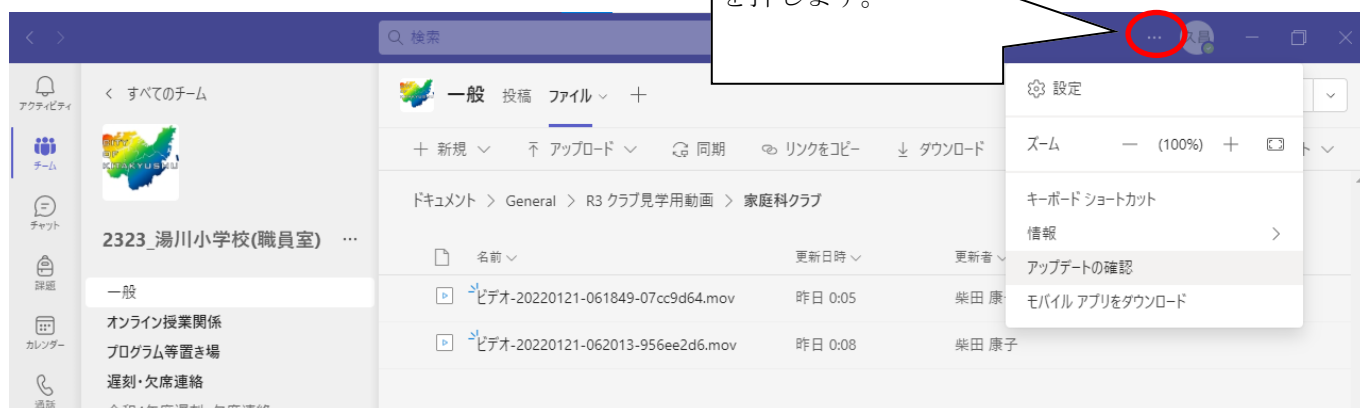 を押します。
検索
久昌
アクティビティ
チーム
チャット
課題
カレンダー
通話
すべてのチーム
CITY OF KITAKYUSHU
2323_湯川小学校(職員室) …
一般
オンライン授業関係
プログラム等置き場
遅刻・欠席連絡
一般 投稿 ファイル
新規 アップロード 同期 リンクをコピー ダウンロード
ドキュメント > General > R3 クラブ見学用動画 > 家庭科クラブ
名前 更新日時 更新者
ビデオ-20220121-061849-07cc9d64.mov 昨日 0:05 柴田 康
ビデオ-20220121-062013-956ee2d6.mov 昨日 0:08 柴田 康子
設定
ズーム — (100%) +
キーボード ショートカット
情報
アップデートの確認
モバイル アプリをダウンロード